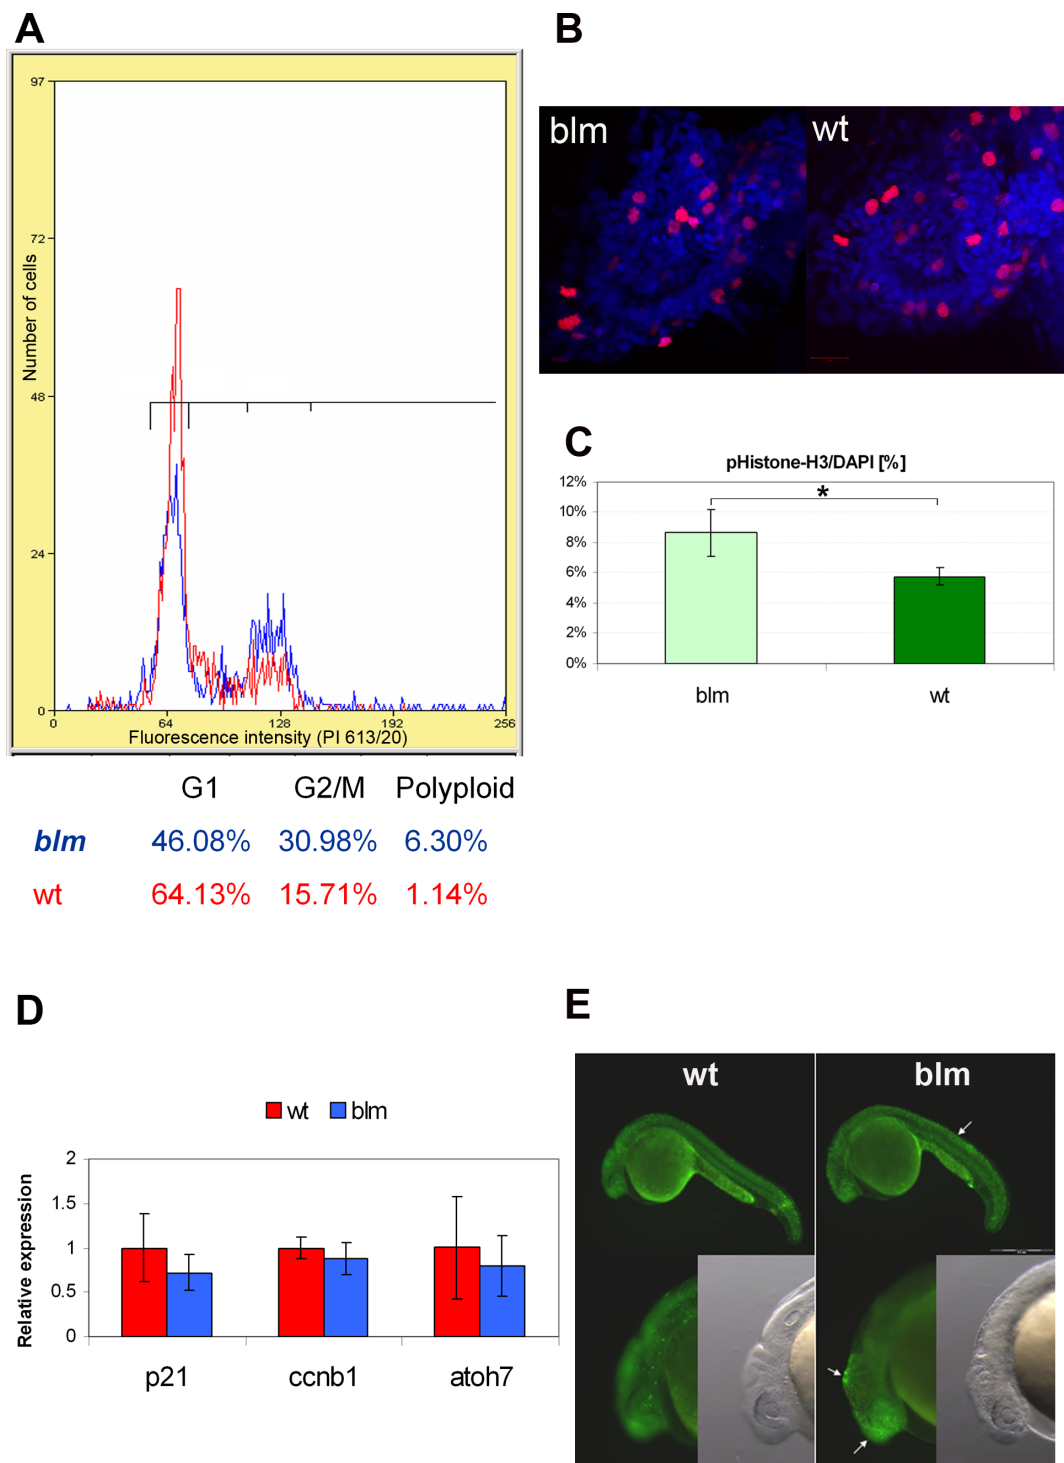 A
97
72
48
24
0
Number of cells
0 64 128 192 256
Fluorescence intensity (PI 613/20)
G1 G2/M Polyploid
blm 46.08% 30.98% 6.30%
wt 64.13% 15.71% 1.14%
B
blm wt
C
pHistone-H3/DAPI [%]
12%
10%
8%
6%
4%
2%
0%
*
blm wt
D
wt blm
2
1.5
1
0.5
0
Relative expression
p21 ccnb1 atoh7
E
wt blm